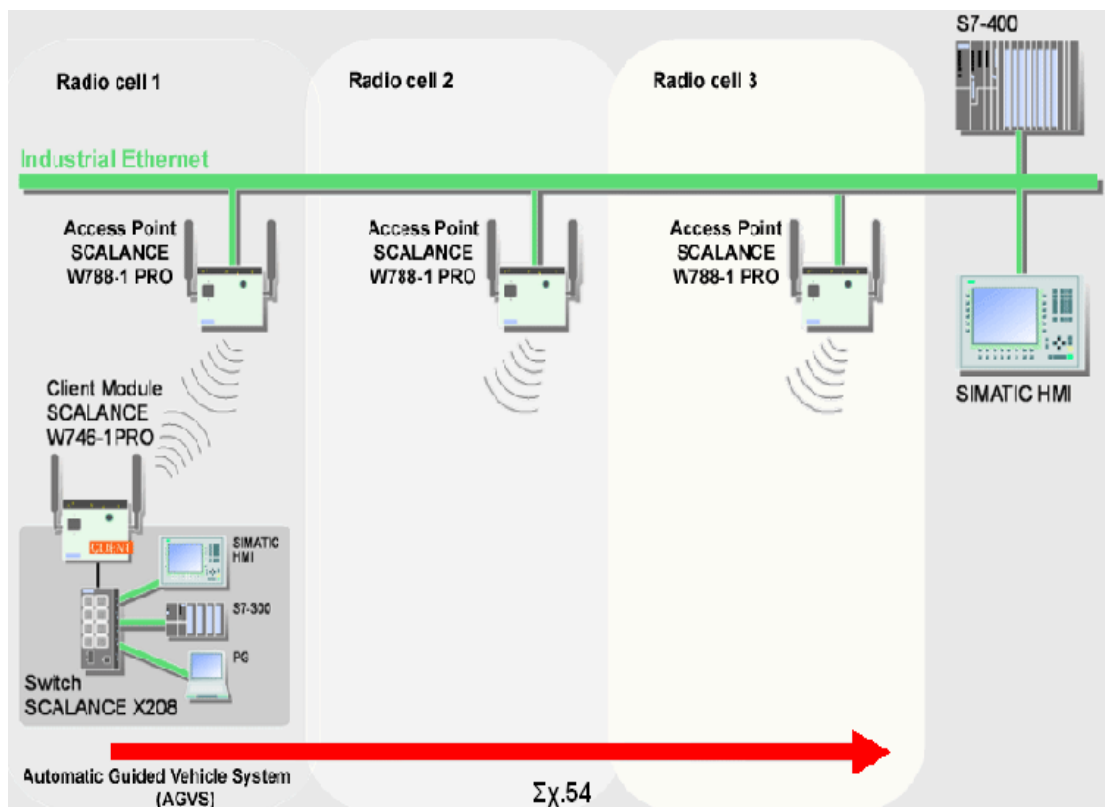 S7-400
Radio cell 1
Radio cell 2
Radio cell 3
Industrial Ethernet
Access Point
SCALANCE
W788-1 PRO
Access Point
SCALANCE
W788-1 PRO
Access Point
SCALANCE
W788-1 PRO
SIMATIC HMI
Client Module
SCALANCE
W746-1PRO
CLIENT
SIMATIC
HMI
S7-300
PG
Switch
SCALANCE X208
Automatic Guided Vehicle System
(AGVS)
Σχ.54